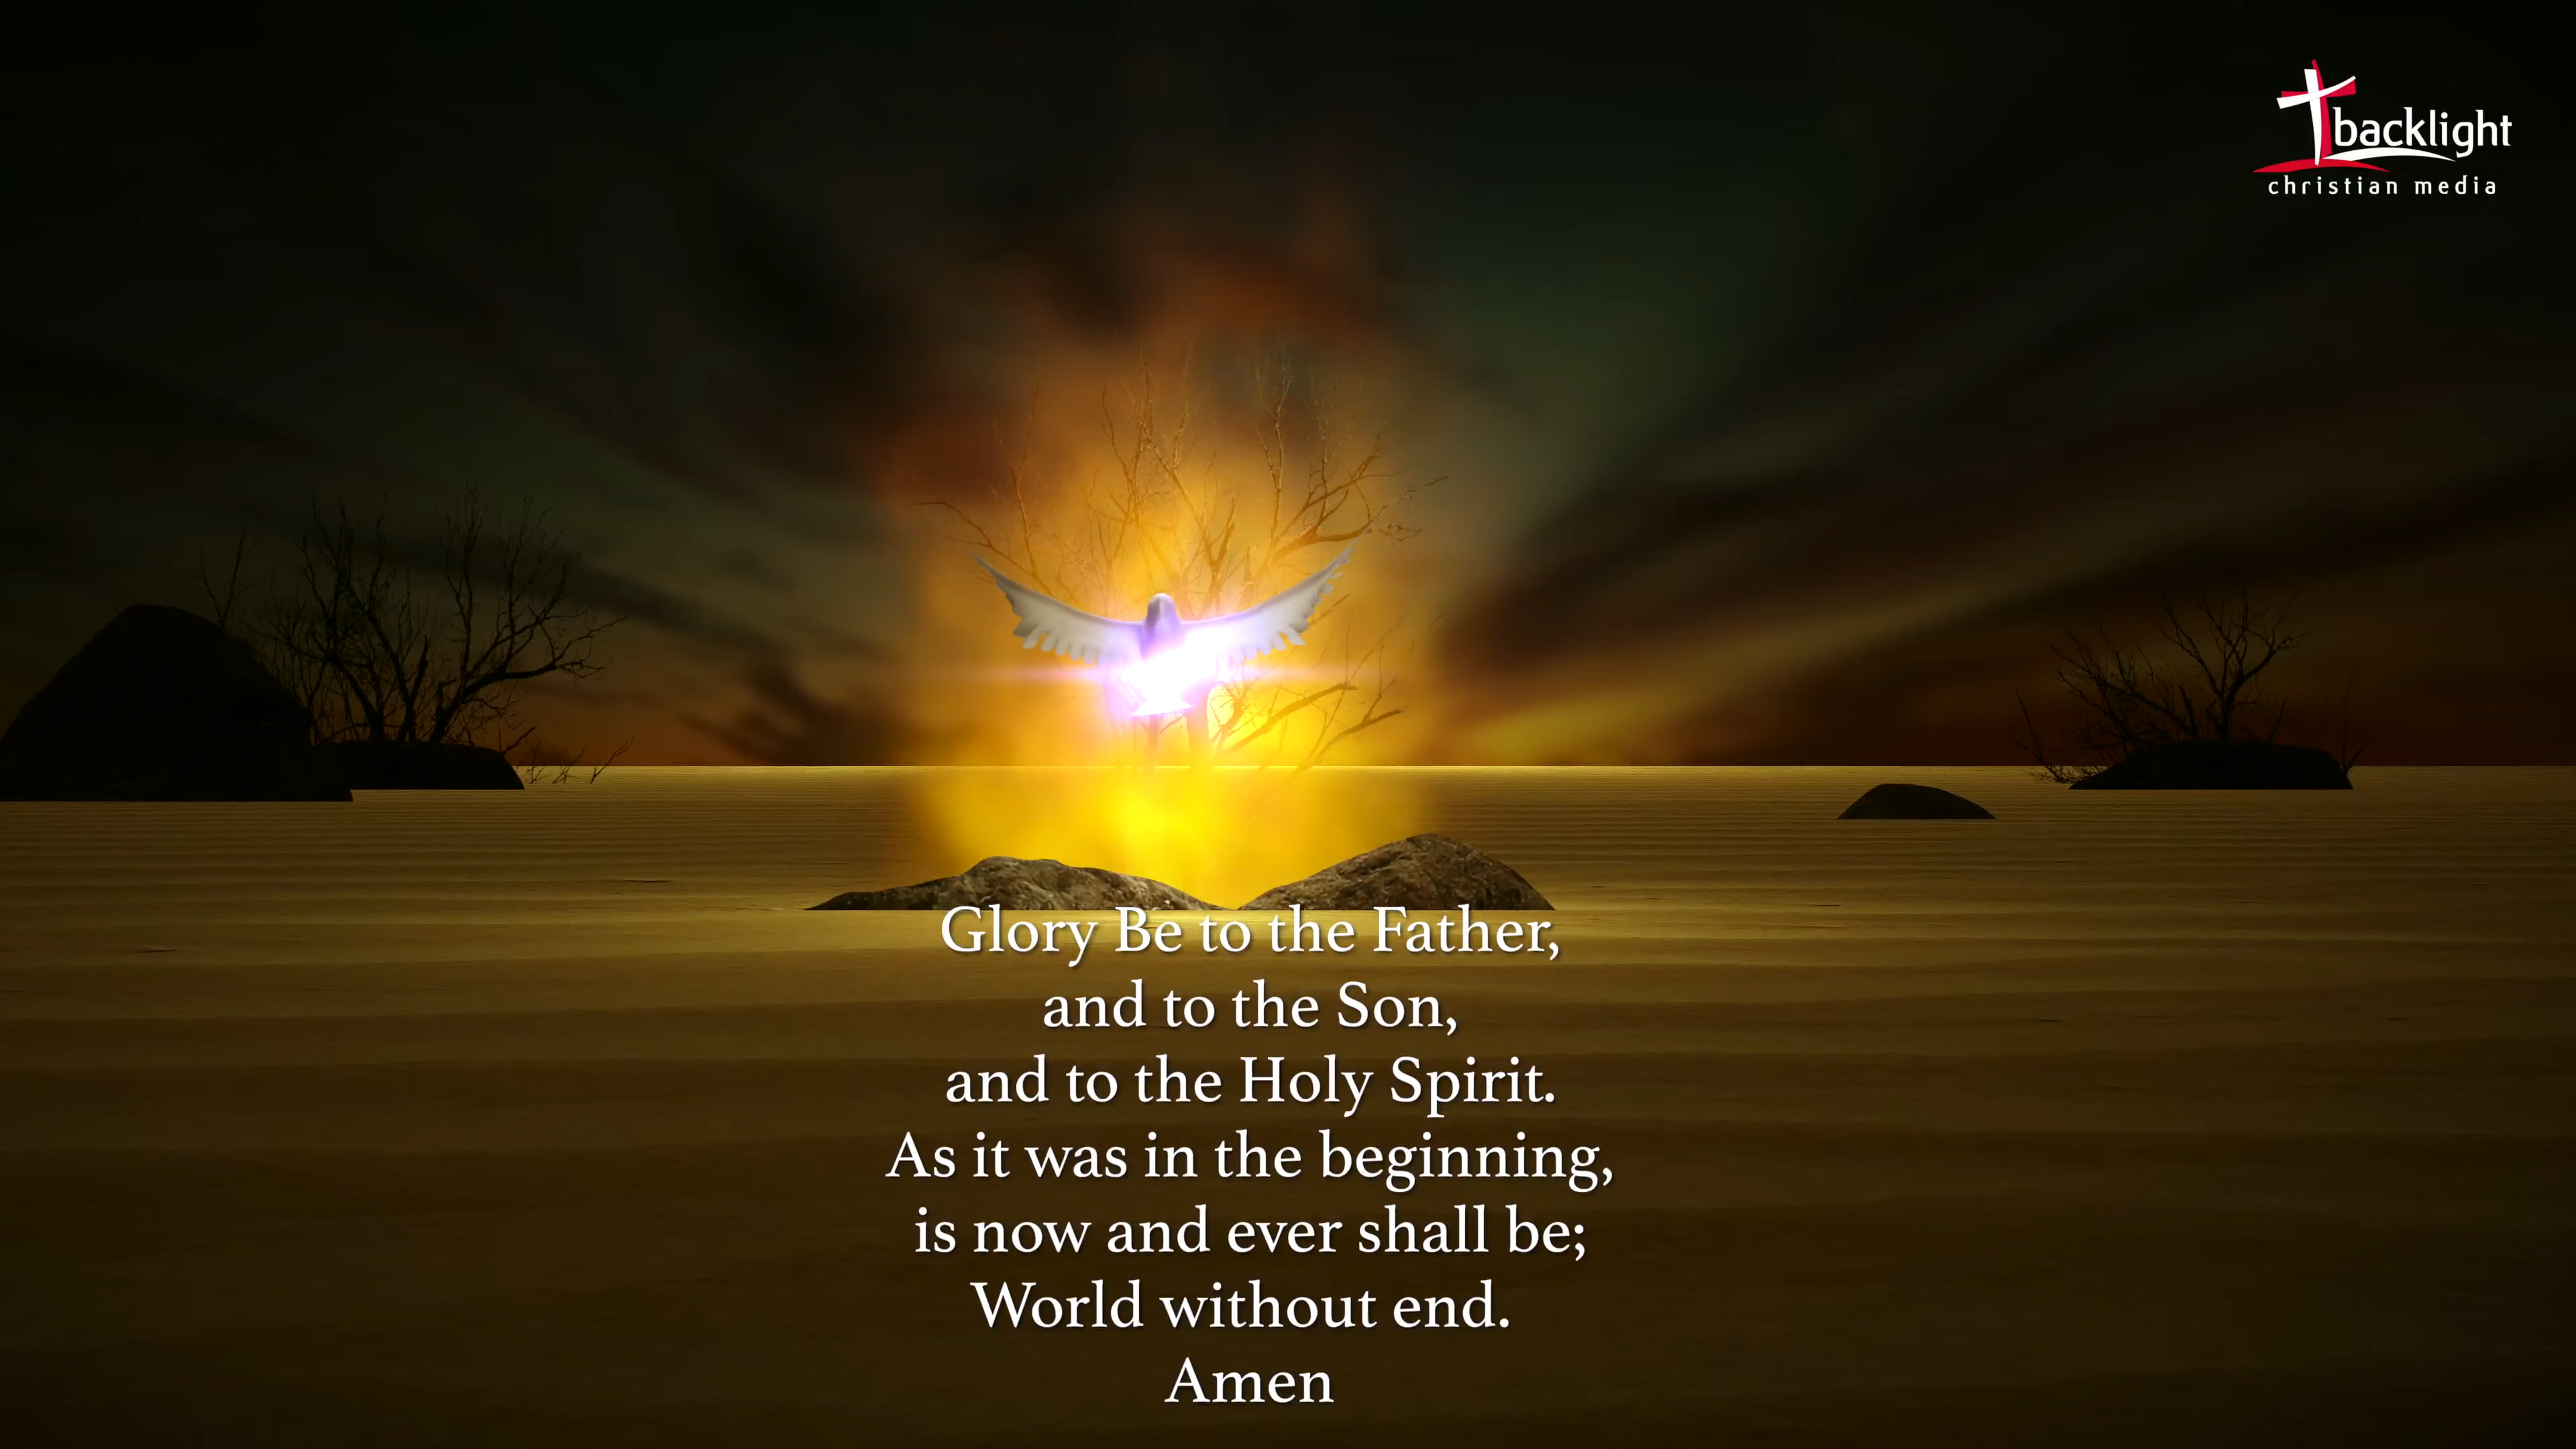 backlight
christian media
Glory Be to the Father,
and to the Son,
and to the Holy Spirit.
As it was in the beginning,
is now and ever shall be;
World without end.
Amen